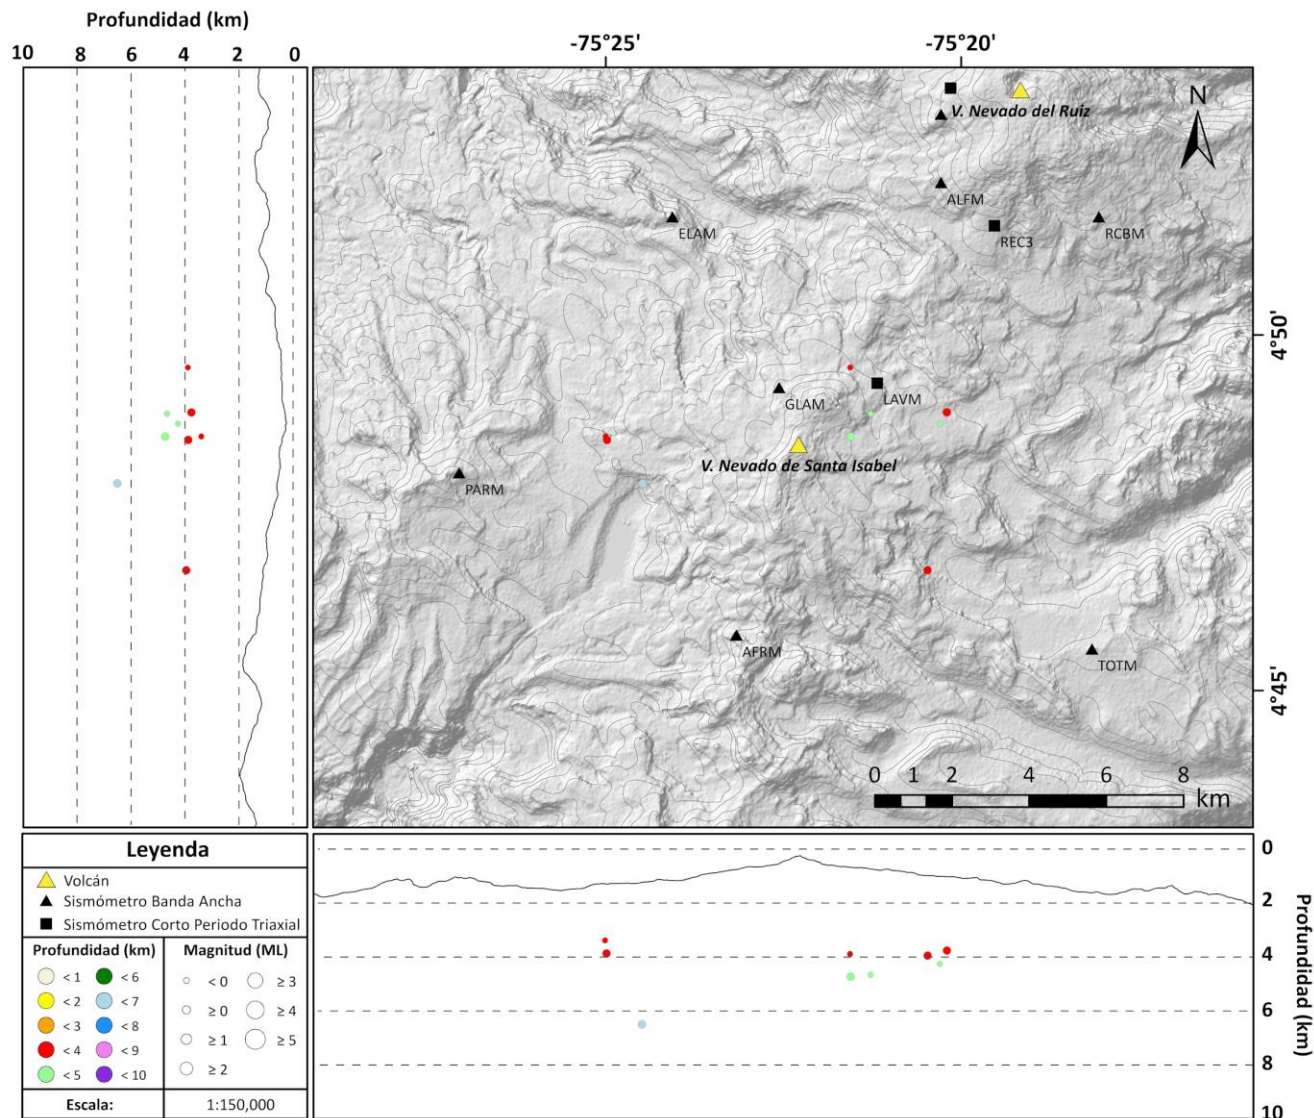 Profundidad (km)
10 8 6 4 2 0
-75°25' -75°20'
N
V. Nevado del Ruiz
ALFM
ELAM
REC3
RCBM
4°50'
GLAM
LAVM
V. Nevado de Santa Isabel
PARM
AFRM
TOTM
4°45'
0 1 2 4 6 8
km
Leyenda
Volcán
Sismómetro Banda Ancha
Sismómetro Corto Periodo Triaxial
Profundidad (km) Magnitud (ML)
< 1 < 6 < 0 ≥ 3
< 2 < 7 ≥ 0 ≥ 4
< 3 < 8 ≥ 1 ≥ 5
< 4 < 9 ≥ 2
< 5 < 10
Escala: 1:150,000
0
2
4
6
8
10
Profundidad (km)